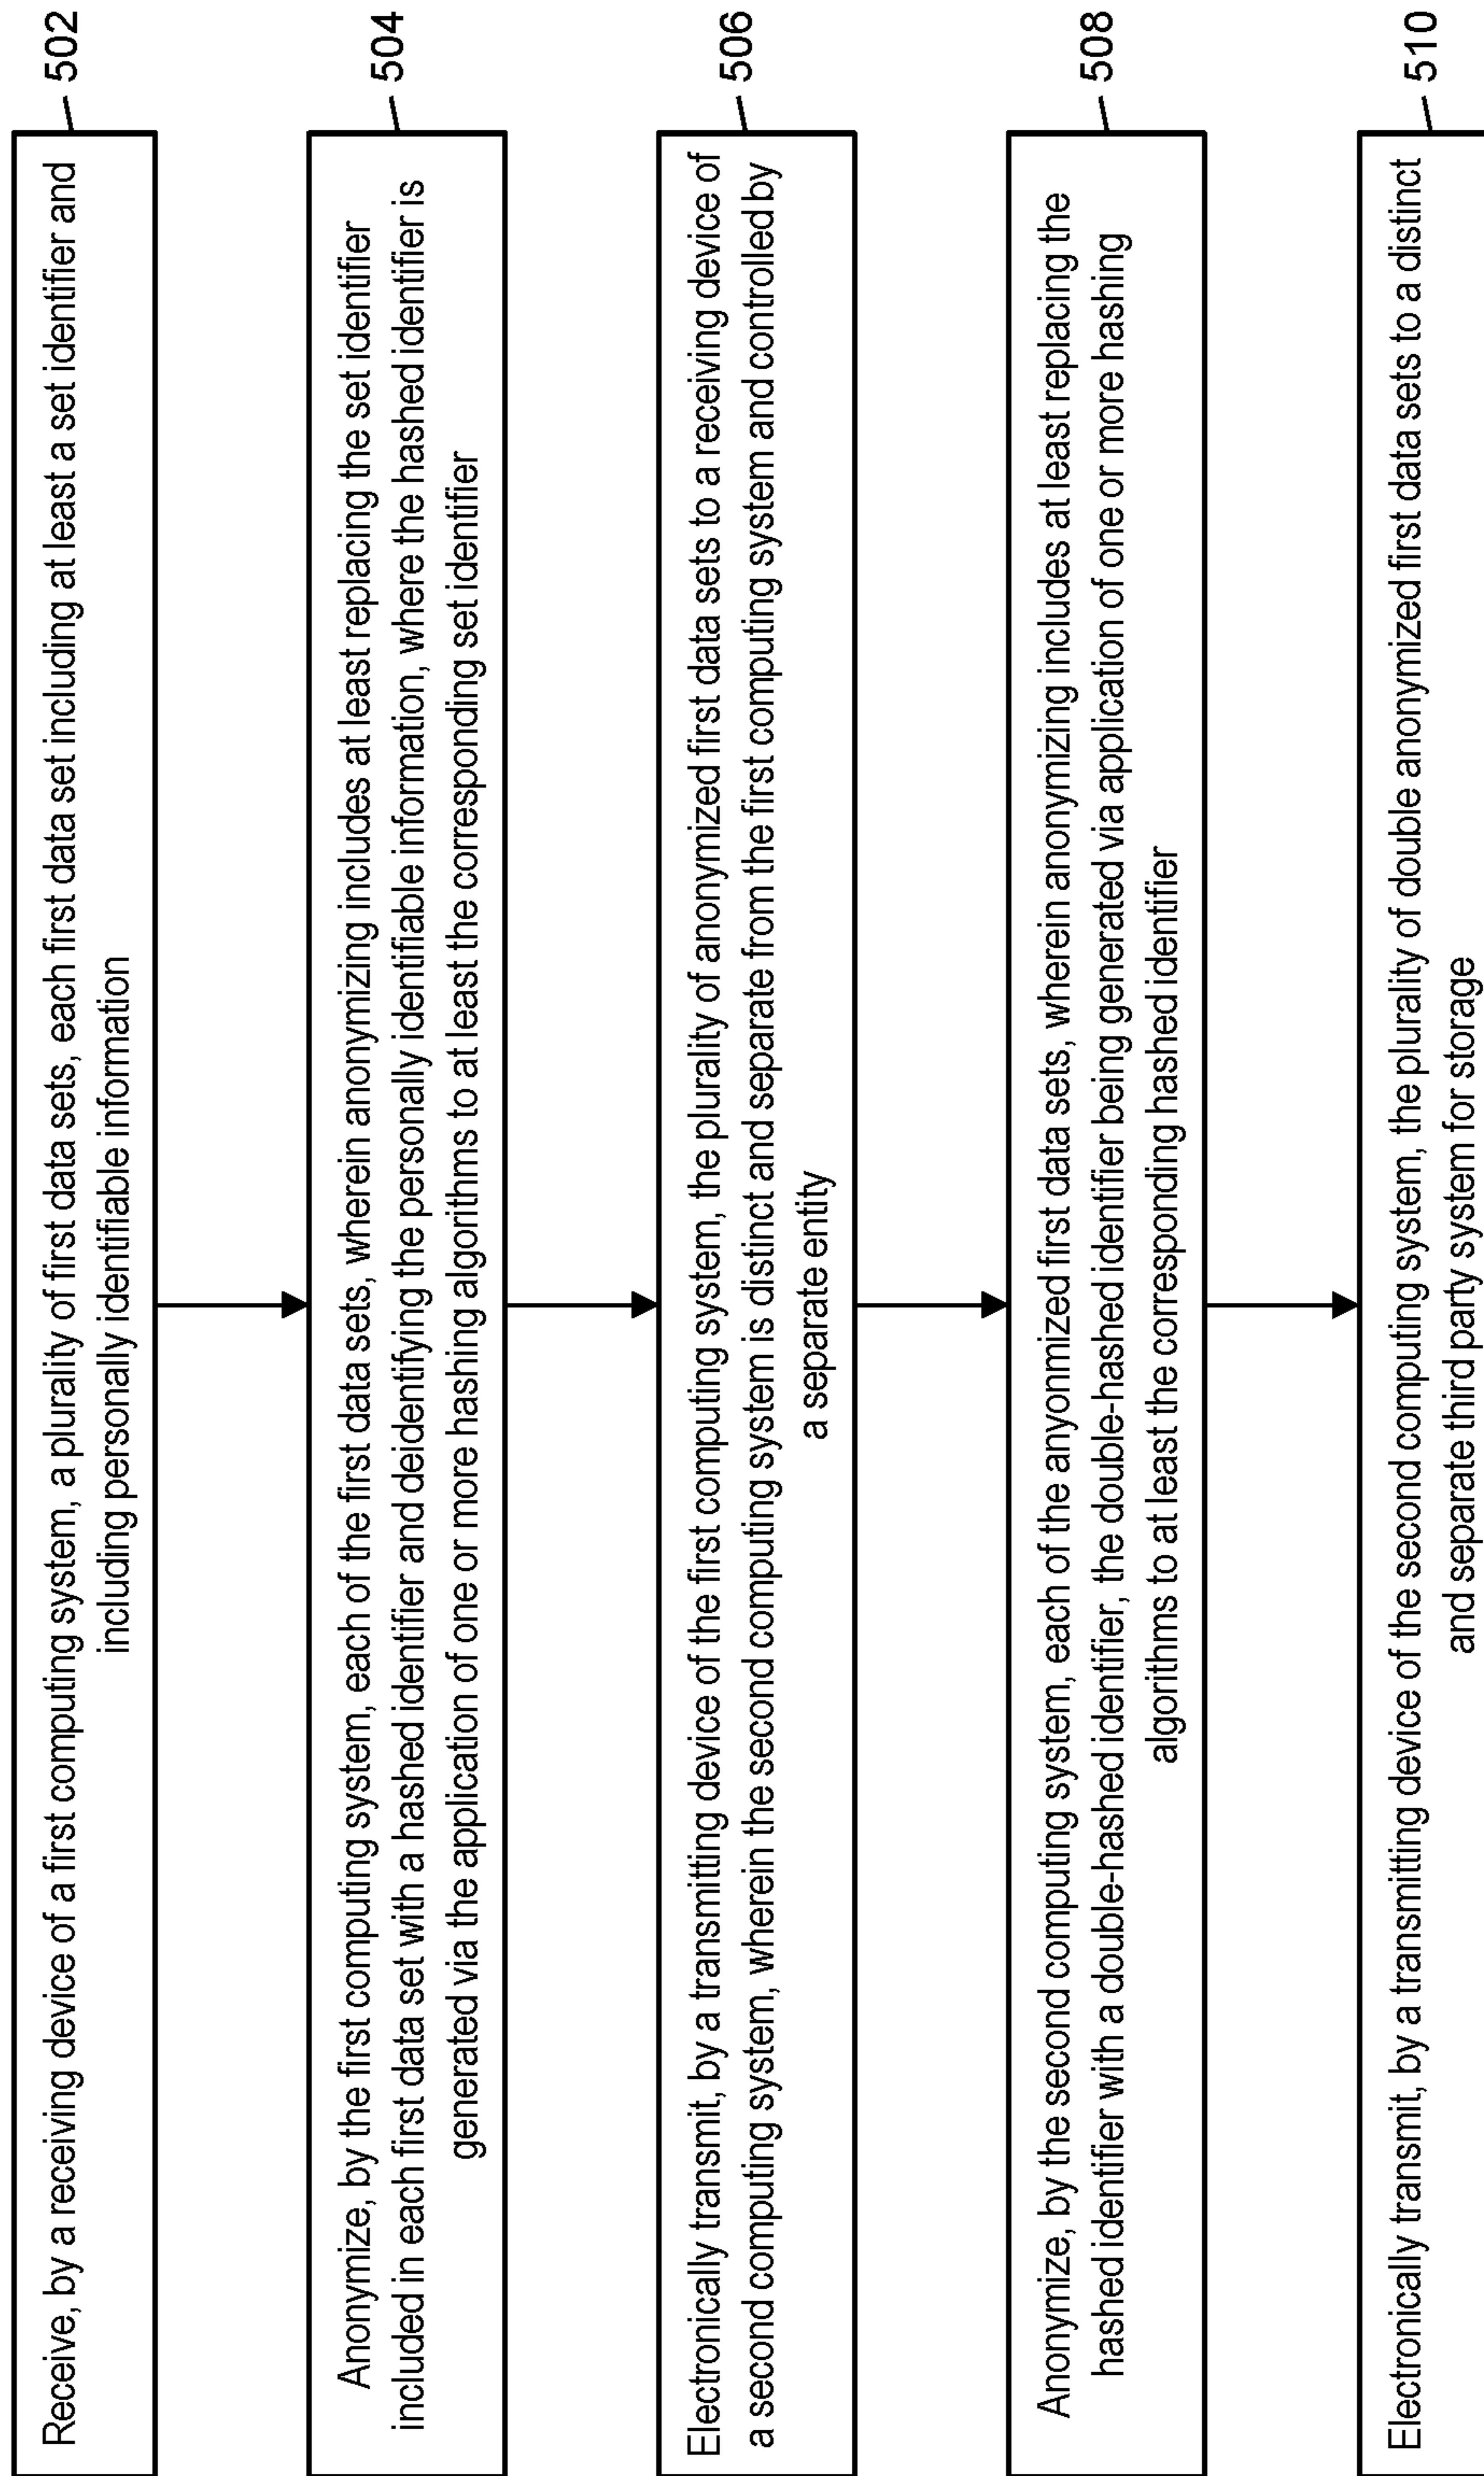 502
Receive, by a receiving device of a first computing system, a plurality of first data sets, each first data set including at least a set identifier and
including personally identifiable information
504
Anonymize, by the first computing system, each of the first data sets, wherein anonymizing includes at least replacing the set identifier
included in each first data set with a hashed identifier and deidentifying the personally identifiable information, where the hashed identifier is
generated via the application of one or more hashing algorithms to at least the corresponding set identifier
506
Electronically transmit, by a transmitting device of the first computing system, the plurality of anonymized first data sets to a receiving device of
a second computing system, wherein the second computing system is distinct and separate from the first computing system and controlled by
a separate entity
508
Anonymize, by the second computing system, each of the anyonmized first data sets, wherein anonymizing includes at least replacing the
hashed identifier with a double-hashed identifier, the double-hashed identifier being generated via application of one or more hashing
algorithms to at least the corresponding hashed identifier
510
Electronically transmit, by a transmitting device of the second computing system, the plurality of double anonymized first data sets to a distinct
and separate third party system for storage